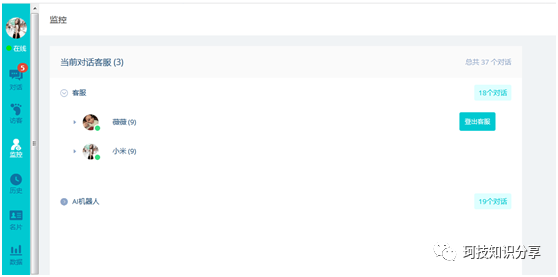 监控
在线
5
对话
访客
监控
历史
名片
数据
当前对话客服 (3)
总共 37 个对话
客服
18个对话
薇薇 (9)
登出客服
小米 (9)
AI机器人
19个对话
珂技知识分享